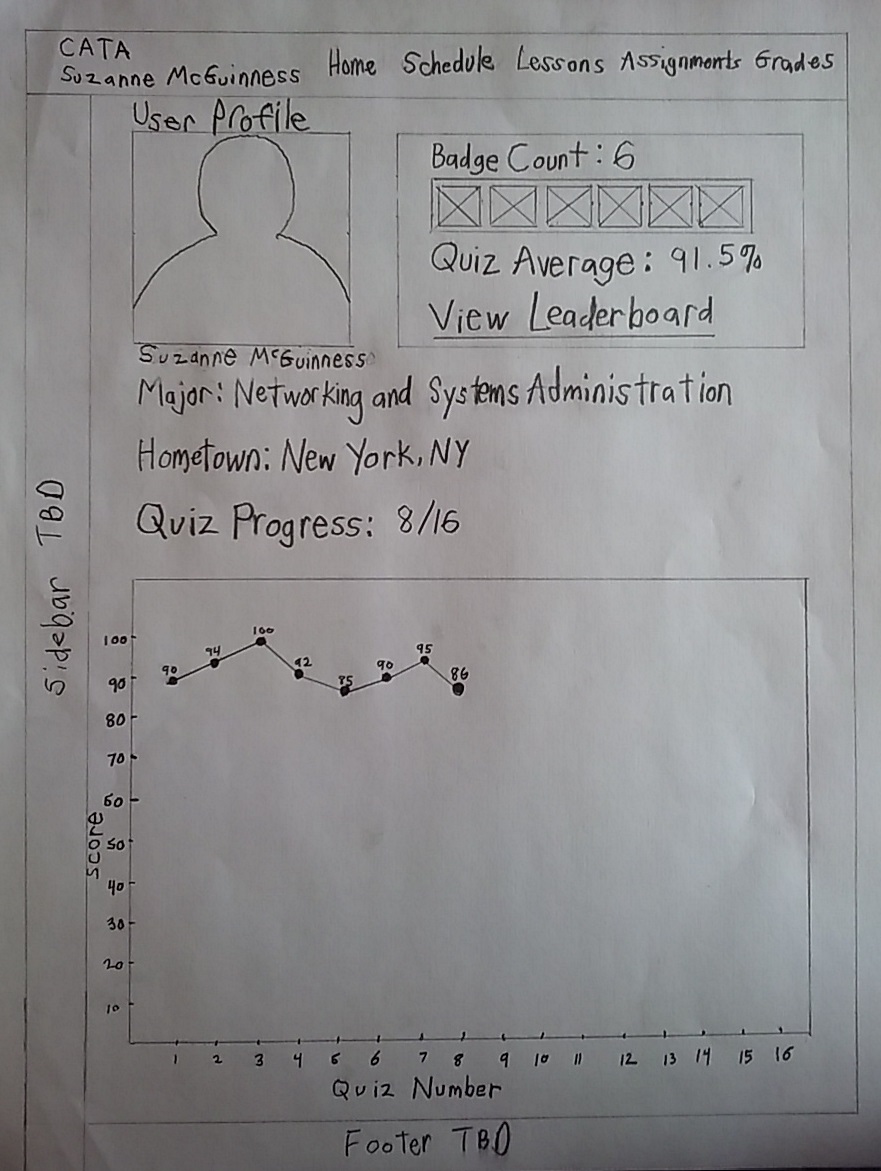 CATA
Suzanne McGuinness
Home Schedule Lessons Assignments Grades
User Profile
Badge Count: 6
Quiz Average: 91.5%
View Leaderboard
Suzanne McGuinness
Major: Networking and Systems Administration
Hometown: New York, NY
Quiz Progress: 8/16
Sidebar TBD
100
90
80
70
60
50
40
30
20
10
Score
90 94 100 92 85 90 95 86
1 2 3 4 5 6 7 8 9 10 11 12 13 14 15 16
Quiz Number
Footer TBD